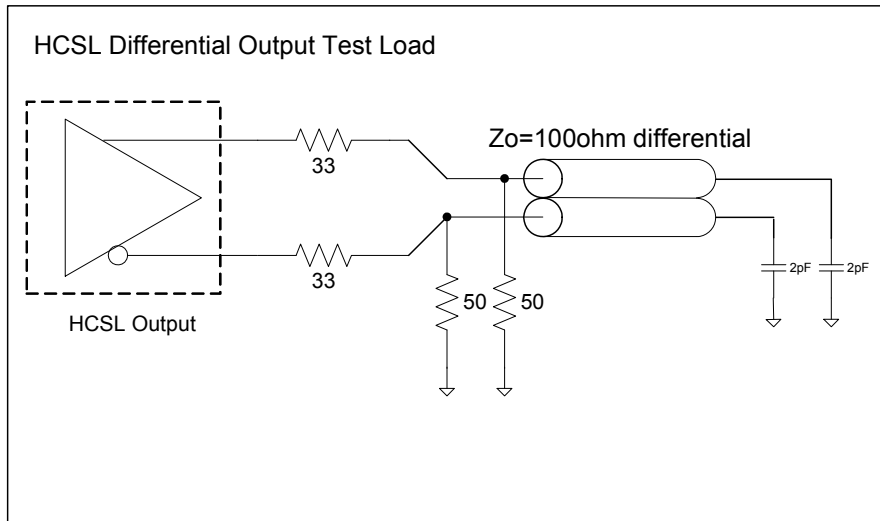 HCSL Differential Output Test Load
Zo=100ohm differential
33
33
2pF
2pF
50
50
HCSL Output